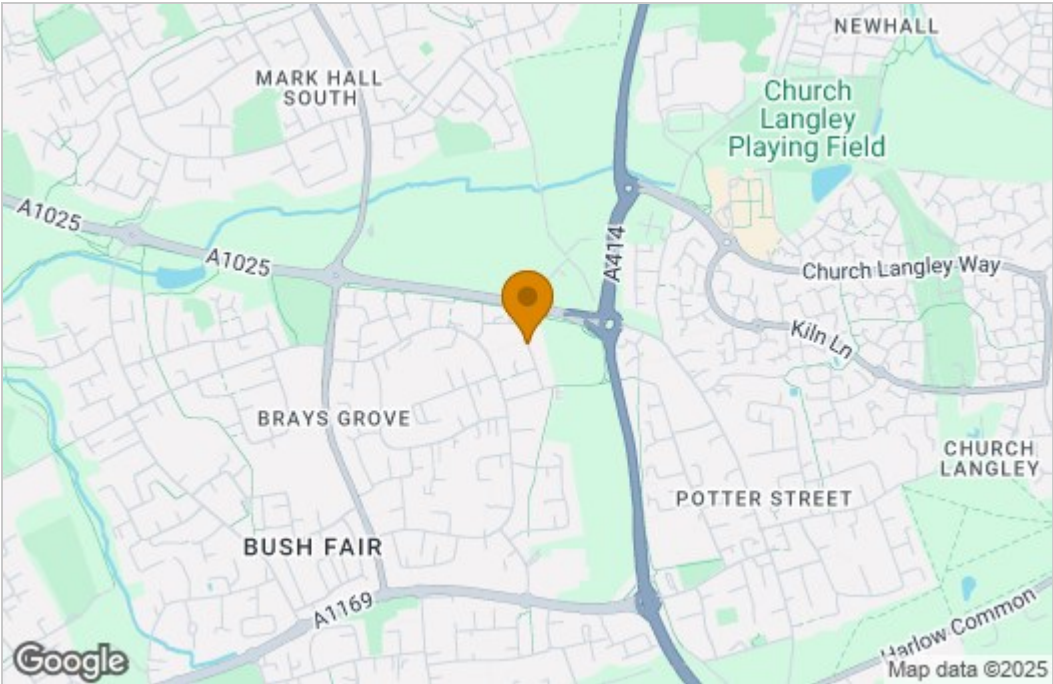 NEWHALL
MARK HALL
SOUTH
Church
Langley
Playing Field
A1025
A1025
A414
Church Langley Way
Kiln Ln
BRAYS GROVE
CHURCH
LANGLEY
POTTER STREET
BUSH FAIR
A1169
Harlow Common
Google
Map data ©2025